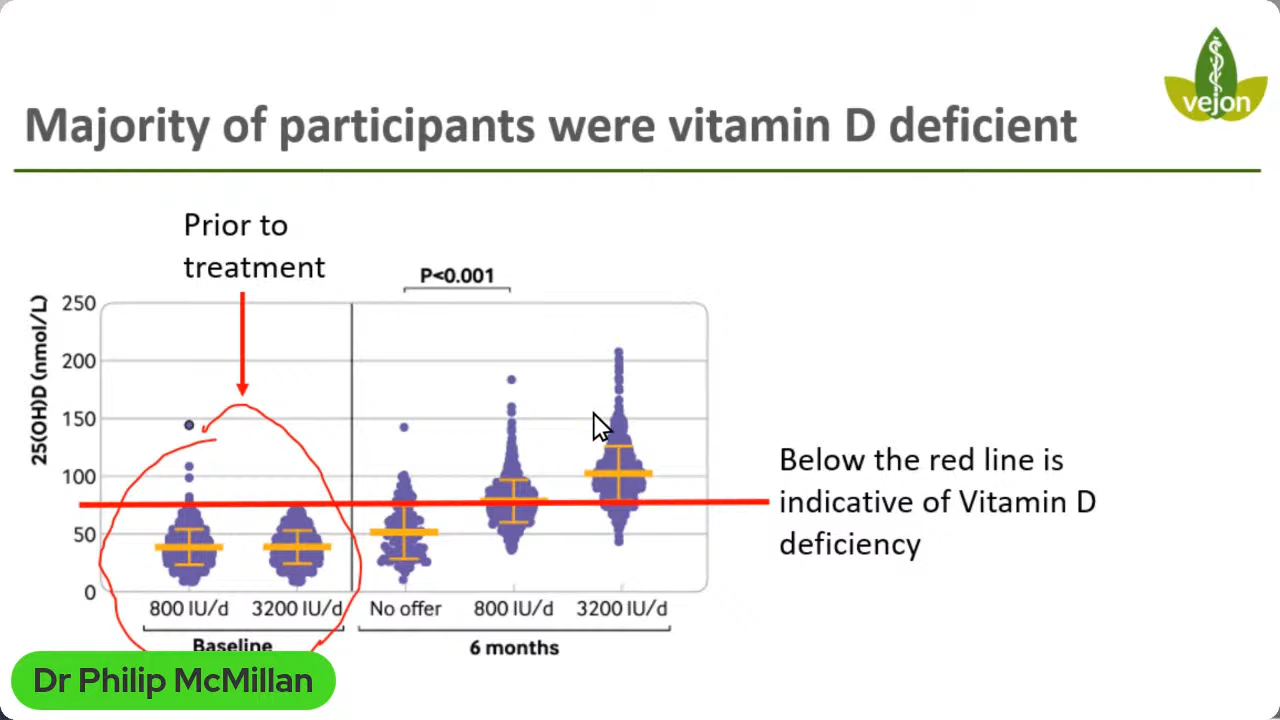 vejon
Majority of participants were vitamin D deficient
Prior to
treatment
P<0.001
25(OH)D (nmol/L)
250
200
150
100
50
0
Below the red line is
indicative of Vitamin D
deficiency
800 IU/d 3200 IU/d No offer 800 IU/d 3200 IU/d
Baseline 6 months
Dr Philip McMillan